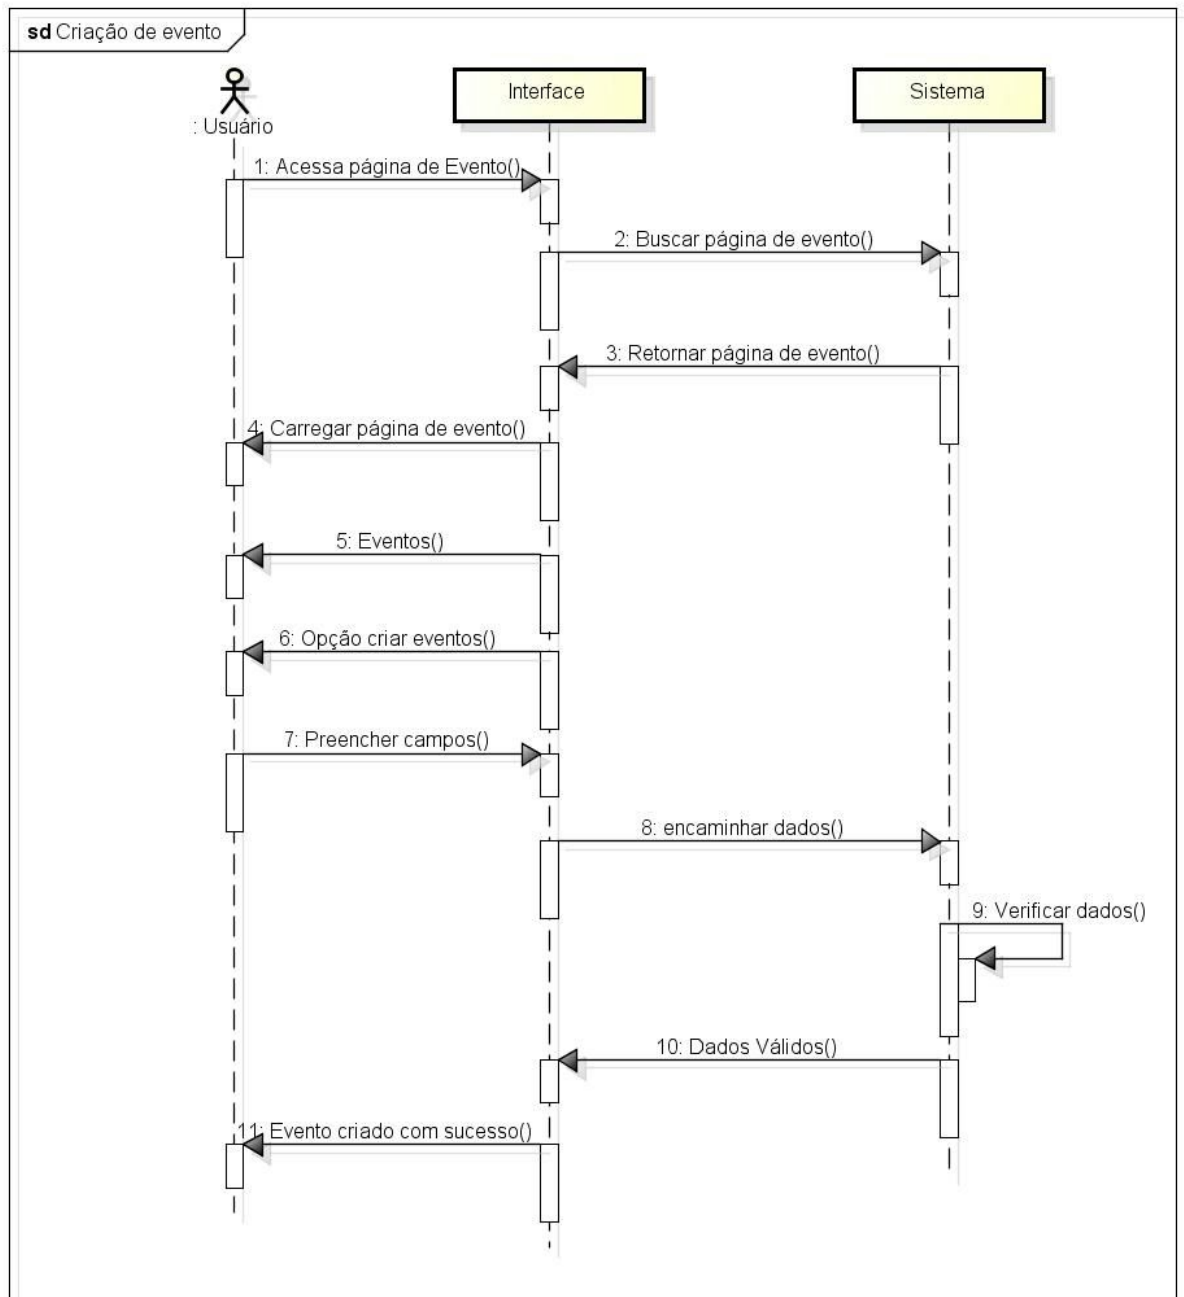 sd Criação de evento
: Usuário
Interface
Sistema
1: Acessa página de Evento()
2: Buscar página de evento()
3: Retornar página de evento()
4: Carregar página de evento()
5: Eventos()
6: Opção criar eventos()
7: Preencher campos()
8: encaminhar dados()
9: Verificar dados()
10: Dados Válidos()
11: Evento criado com sucesso()